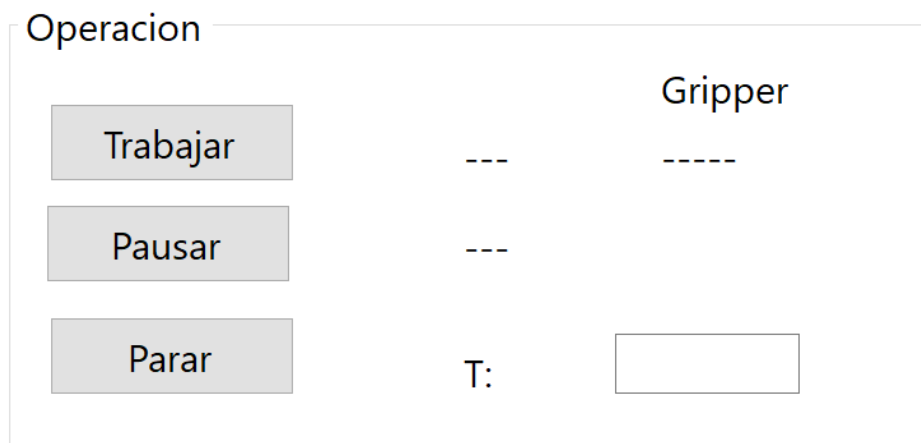 Operacion
Gripper
Trabajar --- -----
Pausar ---
Parar T: